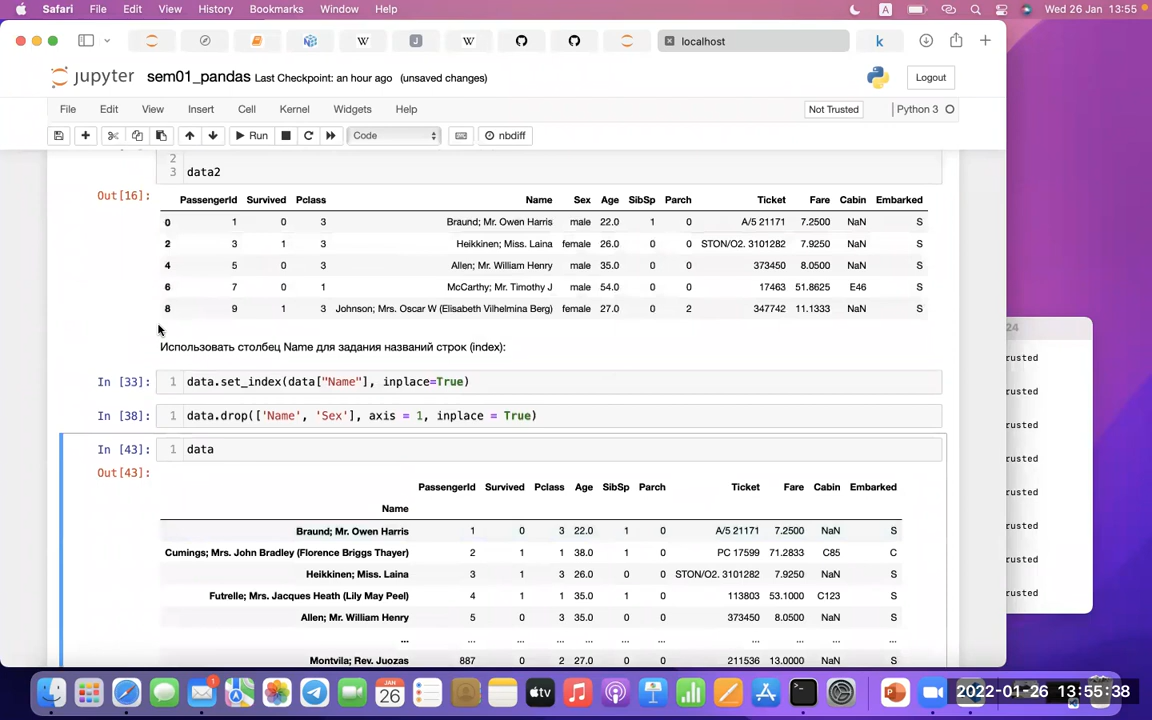 Safari File Edit View History Bookmarks Window Help A Wed 26 Jan 13:55
W J W localhost k
jupyter sem01_pandas Last Checkpoint: an hour ago (unsaved changes) Logout
File Edit View Insert Cell Kernel Widgets Help Not Trusted Python 3
Run Code nbdiff
2
3 data2
Out[16]:
PassengerId Survived Pclass Name Sex Age SibSp Parch Ticket Fare Cabin Embarked
0 1 0 3 Braund; Mr. Owen Harris male 22.0 1 0 A/5 21171 7.2500 NaN S
2 3 1 3 Heikkinen; Miss. Laina female 26.0 0 0 STON/O2. 3101282 7.9250 NaN S
4 5 0 3 Allen; Mr. William Henry male 35.0 0 0 373450 8.0500 NaN S
6 7 0 1 McCarthy; Mr. Timothy J male 54.0 0 0 17463 51.8625 E46 S
8 9 1 3 Johnson; Mrs. Oscar W (Elisabeth Vilhelmina Berg) female 27.0 0 2 347742 11.1333 NaN S
Использовать столбец Name для задания названий строк (index):
In [33]: 1 data.set_index(data["Name"], inplace=True)
In [38]: 1 data.drop(['Name', 'Sex'], axis = 1, inplace = True)
In [43]: 1 data
Out[43]:
PassengerId Survived Pclass Age SibSp Parch Ticket Fare Cabin Embarked
Name
Braund; Mr. Owen Harris 1 0 3 22.0 1 0 A/5 21171 7.2500 NaN S
Cumings; Mrs. John Bradley (Florence Briggs Thayer) 2 1 1 38.0 1 0 PC 17599 71.2833 C85 C
Heikkinen; Miss. Laina 3 1 3 26.0 0 0 STON/O2. 3101282 7.9250 NaN S
Futrelle; Mrs. Jacques Heath (Lily May Peel) 4 1 1 35.0 1 0 113803 53.1000 C123 S
Allen; Mr. William Henry 5 0 3 35.0 0 0 373450 8.0500 NaN S
... ... ... ... ... ... ... ... ... ... ...
Montvila; Rev. Juozas 887 0 2 27.0 0 0 211536 13.0000 NaN S
24
rusted
rusted
rusted
rusted
rusted
rusted
rusted
rusted
1
JAN
26
tv
P
2022-01-26 13:55:38